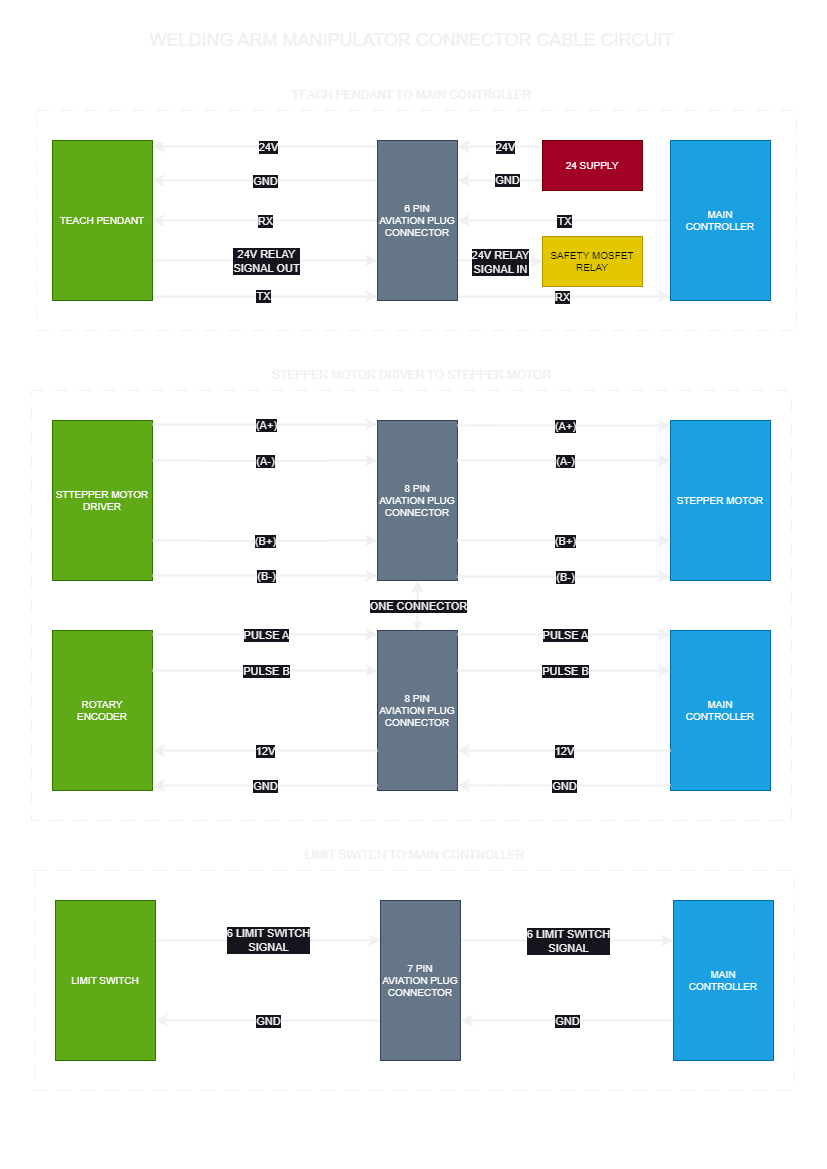 WELDING ARM MANIPULATOR CONNECTOR CABLE CIRCUIT
TEACH PENDANT TO MAIN CONTROLLER
TEACH PENDANT
24V
GND
RX
24V RELAY
SIGNAL OUT
TX
6 PIN
AVIATION PLUG
CONNECTOR
24V
GND
TX
24V RELAY
SIGNAL IN
RX
24 SUPPLY
SAFETY MOSFET
RELAY
MAIN
CONTROLLER
STEPPER MOTOR DRIVER TO STEPPER MOTOR
STTEPPER MOTOR
DRIVER
(A+)
(A-)
(B+)
(B-)
8 PIN
AVIATION PLUG
CONNECTOR
(A+)
(A-)
(B+)
(B-)
STEPPER MOTOR
ONE CONNECTOR
ROTARY
ENCODER
PULSE A
PULSE B
12V
GND
8 PIN
AVIATION PLUG
CONNECTOR
PULSE A
PULSE B
12V
GND
MAIN
CONTROLLER
LIMIT SWITCH TO MAIN CONTROLLER
LIMIT SWITCH
6 LIMIT SWITCH
SIGNAL
GND
7 PIN
AVIATION PLUG
CONNECTOR
6 LIMIT SWITCH
SIGNAL
GND
MAIN
CONTROLLER